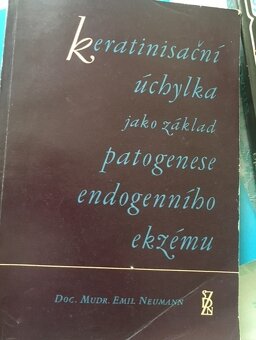 keratinisační
úchylka
jako základ
patogenese
endogenního
ekzému
Doc. Mudr. Emil Neumann